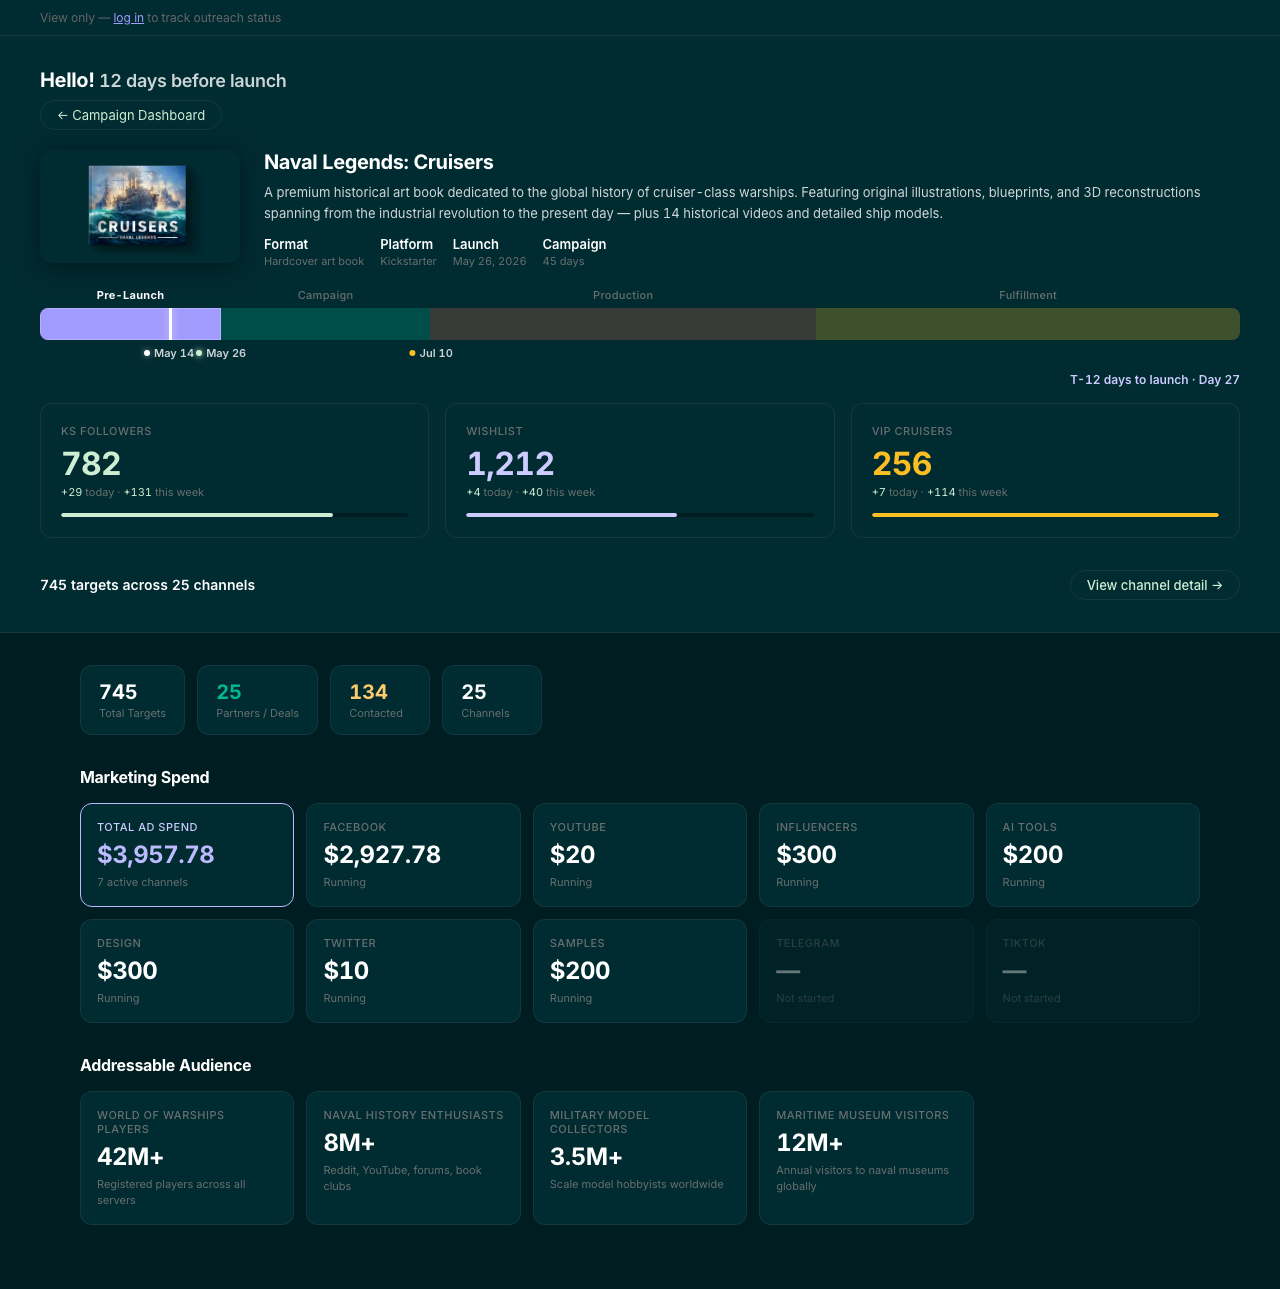 View only — log in to track outreach status
Hello! 12 days before launch
← Campaign Dashboard
CRUISERS
NAVAL LEGENDS
Naval Legends: Cruisers
A premium historical art book dedicated to the global history of cruiser-class warships. Featuring original illustrations, blueprints, and 3D reconstructions
spanning from the industrial revolution to the present day — plus 14 historical videos and detailed ship models.
Format Platform Launch Campaign
Hardcover art book Kickstarter May 26, 2026 45 days
Pre-Launch Campaign Production Fulfillment
May 14 May 26 Jul 10
T-12 days to launch · Day 27
KS FOLLOWERS
782
+29 today · +131 this week
WISHLIST
1,212
+4 today · +40 this week
VIP CRUISERS
256
+7 today · +114 this week
745 targets across 25 channels
View channel detail →
745
Total Targets
25
Partners / Deals
134
Contacted
25
Channels
Marketing Spend
TOTAL AD SPEND
$3,957.78
7 active channels
FACEBOOK
$2,927.78
Running
YOUTUBE
$20
Running
INFLUENCERS
$300
Running
AI TOOLS
$200
Running
DESIGN
$300
Running
TWITTER
$10
Running
SAMPLES
$200
Running
TELEGRAM
—
Not started
TIKTOK
—
Not started
Addressable Audience
WORLD OF WARSHIPS
PLAYERS
42M+
Registered players across all
servers
NAVAL HISTORY ENTHUSIASTS
8M+
Reddit, YouTube, forums, book
clubs
MILITARY MODEL
COLLECTORS
3.5M+
Scale model hobbyists worldwide
MARITIME MUSEUM VISITORS
12M+
Annual visitors to naval museums
globally